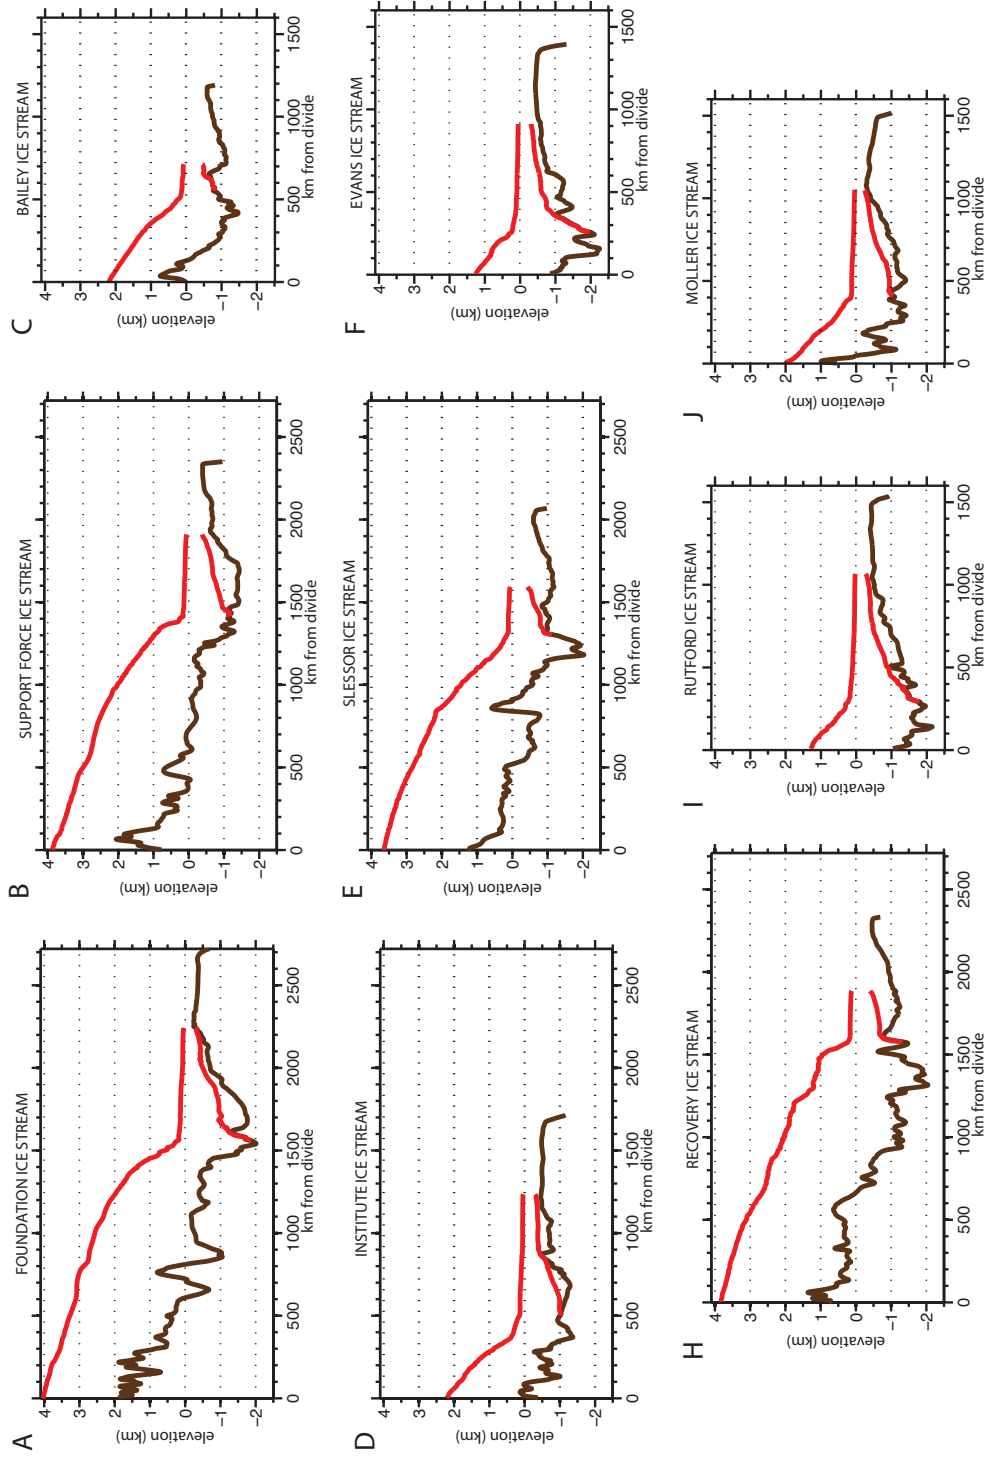 A
FOUNDATION ICE STREAM
4
3
2
1
0
−1
−2
elevation (km)
0 500 1000 1500 2000 2500
km from divide
B
SUPPORT FORCE ICE STREAM
4
3
2
1
0
−1
−2
elevation (km)
0 500 1000 1500 2000 2500
km from divide
C
BAILEY ICE STREAM
4
3
2
1
0
−1
−2
elevation (km)
0 500 1000 1500
km from divide
D
INSTITUTE ICE STREAM
4
3
2
1
0
−1
−2
elevation (km)
0 500 1000 1500 2000 2500
km from divide
E
SLESSOR ICE STREAM
4
3
2
1
0
−1
−2
elevation (km)
0 500 1000 1500 2000 2500
km from divide
F
EVANS ICE STREAM
4
3
2
1
0
−1
−2
elevation (km)
0 500 1000 1500
km from divide
H
RECOVERY ICE STREAM
4
3
2
1
0
−1
−2
elevation (km)
0 500 1000 1500 2000 2500
km from divide
I
RUTFORD ICE STREAM
4
3
2
1
0
−1
−2
elevation (km)
0 500 1000 1500
km from divide
J
MOLLER ICE STREAM
4
3
2
1
0
−1
−2
elevation (km)
0 500 1000 1500
km from divide